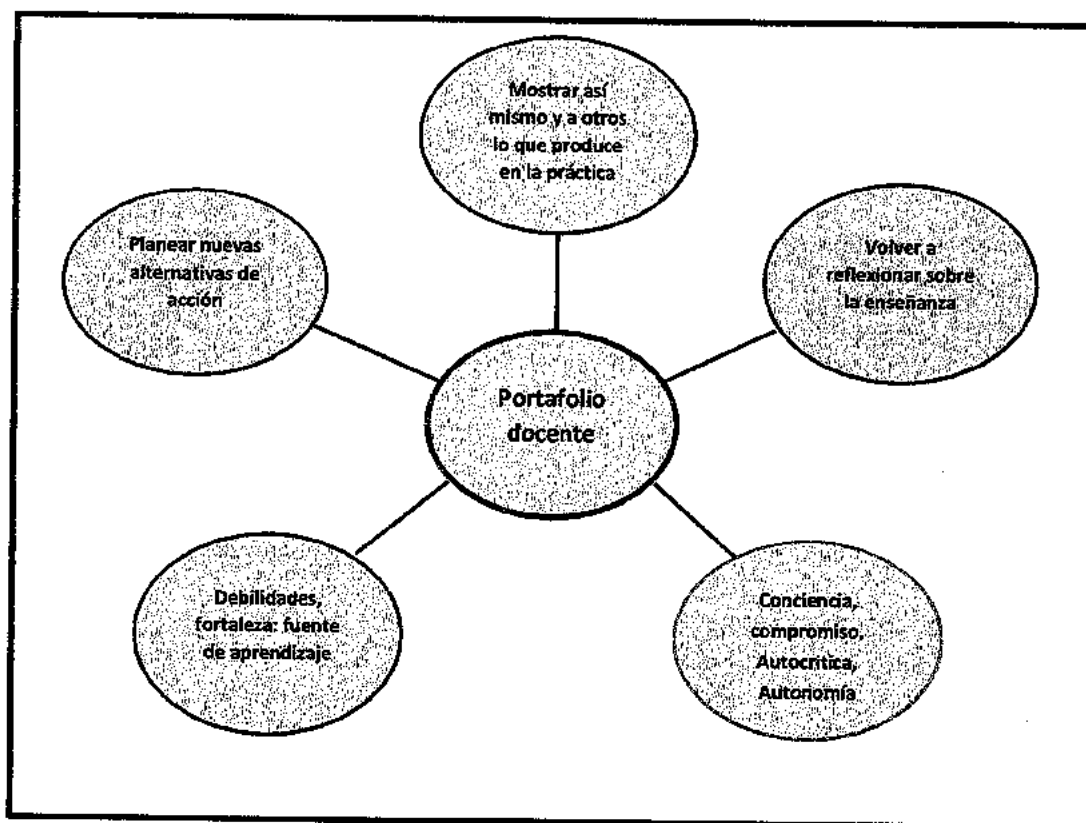 Mostrar así
mismo y a otros
lo que produce
en la práctica
Planear nuevas
alternativas de
acción
Volver a
reflexionar sobre
la enseñanza
Portafolio
docente
Debilidades,
fortaleza: fuente
de aprendizaje
Conciencia,
compromiso,
Autocrítica,
Autonomía